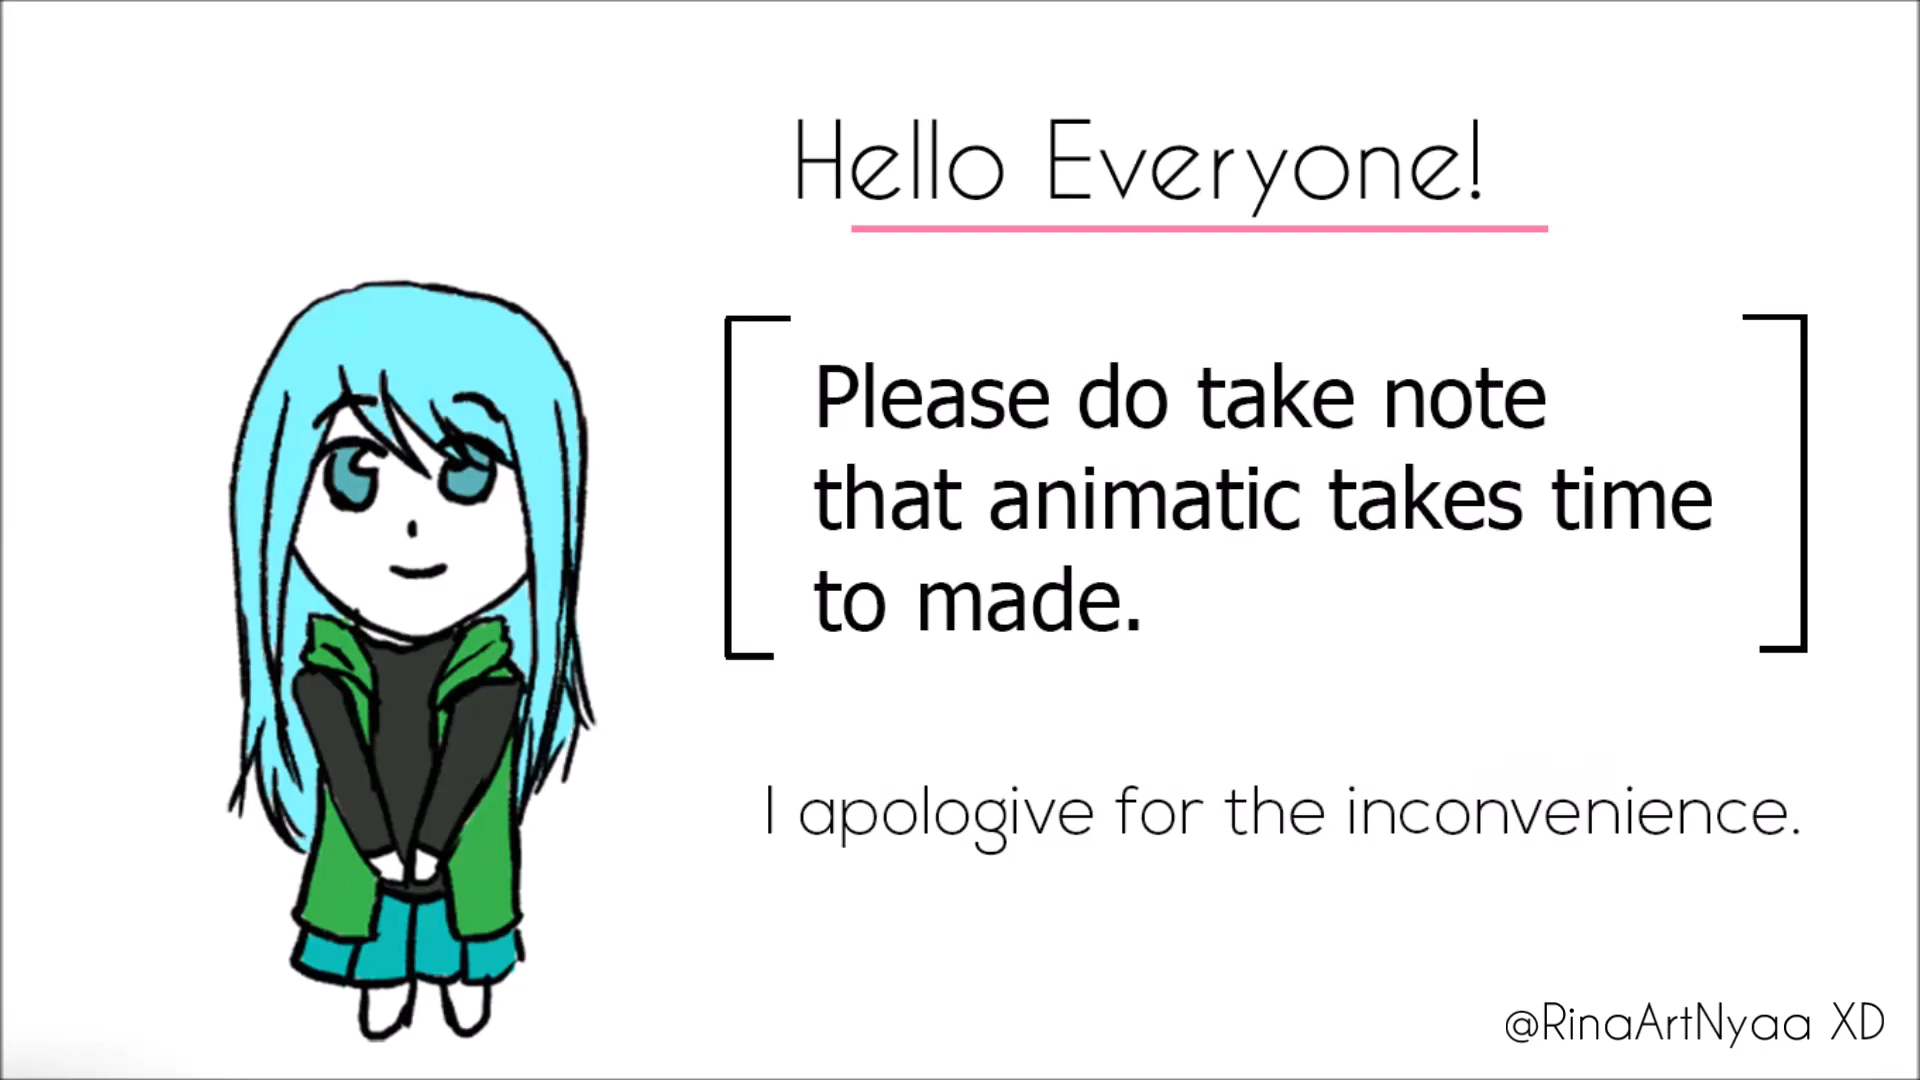 Hello Everyone!
Please do take note
that animatic takes time
to made.
I apologive for the inconvenience.
@RinaArtNyaa XD